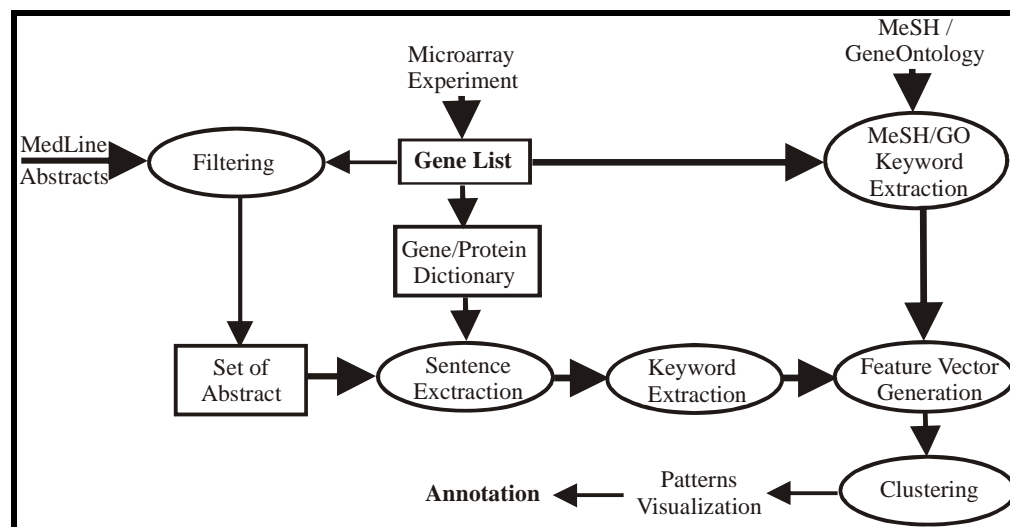 MeSH /
GeneOntology
Microarray
Experiment
MedLine
Abstracts
Filtering
Gene List
MeSH/GO
Keyword
Extraction
Gene/Protein
Dictionary
Set of
Abstract
Sentence
Exctraction
Keyword
Extraction
Feature Vector
Generation
Clustering
Patterns
Visualization
Annotation